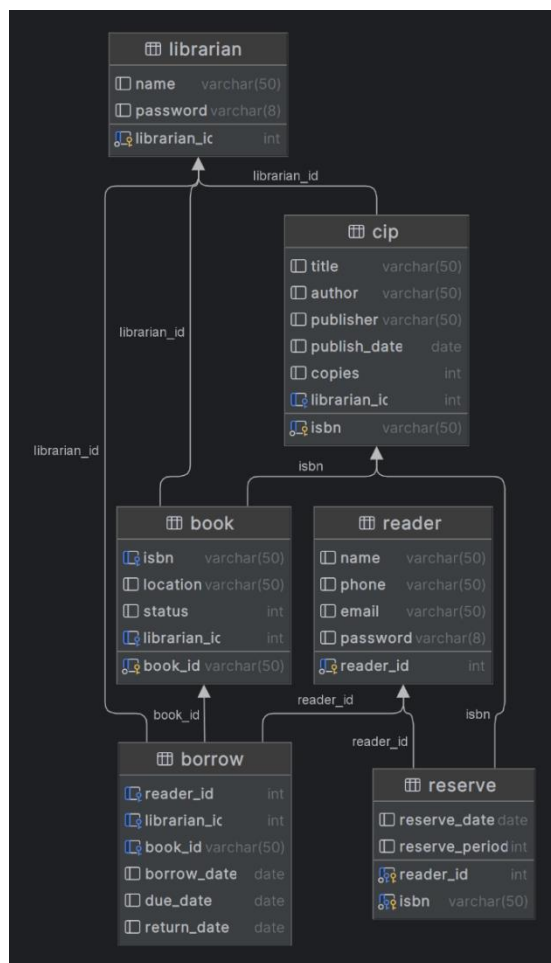 librarian
name varchar(50)
password varchar(8)
librarian_ic int
librarian_id
cip
title varchar(50)
author varchar(50)
publisher varchar(50)
publish_date date
copies int
librarian_ic int
isbn varchar(50)
librarian_id
librarian_id
isbn
book
isbn varchar(50)
location varchar(50)
status int
librarian_ic int
book_id varchar(50)
reader
name varchar(50)
phone varchar(50)
email varchar(50)
password varchar(8)
reader_id int
book_id
reader_id
isbn
reader_id
borrow
reader_id int
librarian_ic int
book_id varchar(50)
borrow_date date
due_date date
return_date date
reserve
reserve_date date
reserve_period int
reader_id int
isbn varchar(50)